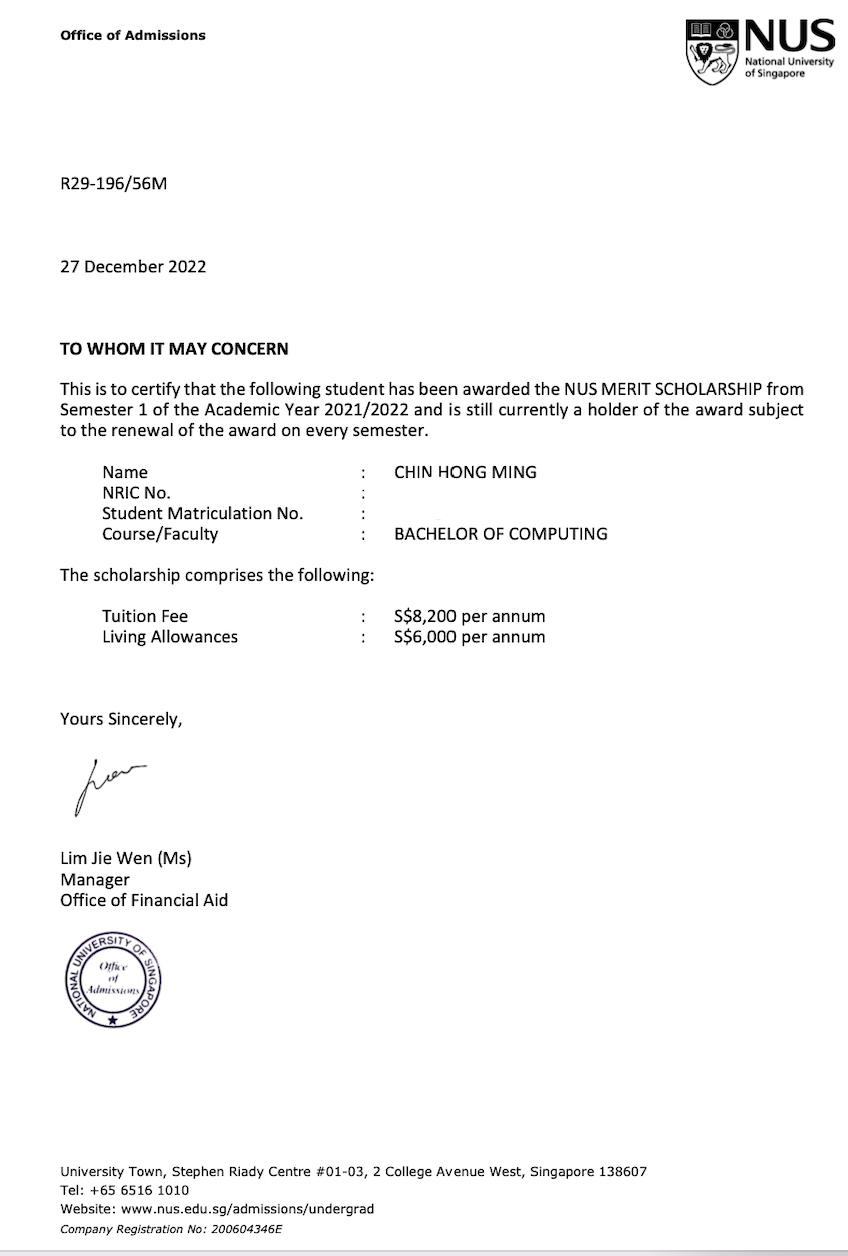 Office of Admissions
NUS
National University
of Singapore
R29-196/56M
27 December 2022
TO WHOM IT MAY CONCERN
This is to certify that the following student has been awarded the NUS MERIT SCHOLARSHIP from
Semester 1 of the Academic Year 2021/2022 and is still currently a holder of the award subject
to the renewal of the award on every semester.
Name : CHIN HONG MING
NRIC No. :
Student Matriculation No. :
Course/Faculty : BACHELOR OF COMPUTING
The scholarship comprises the following:
Tuition Fee : S$8,200 per annum
Living Allowances : S$6,000 per annum
Yours Sincerely,
Lim Jie Wen (Ms)
Manager
Office of Financial Aid
NATIONAL UNIVERSITY OF SINGAPORE
Office
of
Admissions
University Town, Stephen Riady Centre #01-03, 2 College Avenue West, Singapore 138607
Tel: +65 6516 1010
Website: www.nus.edu.sg/admissions/undergrad
Company Registration No: 200604346E